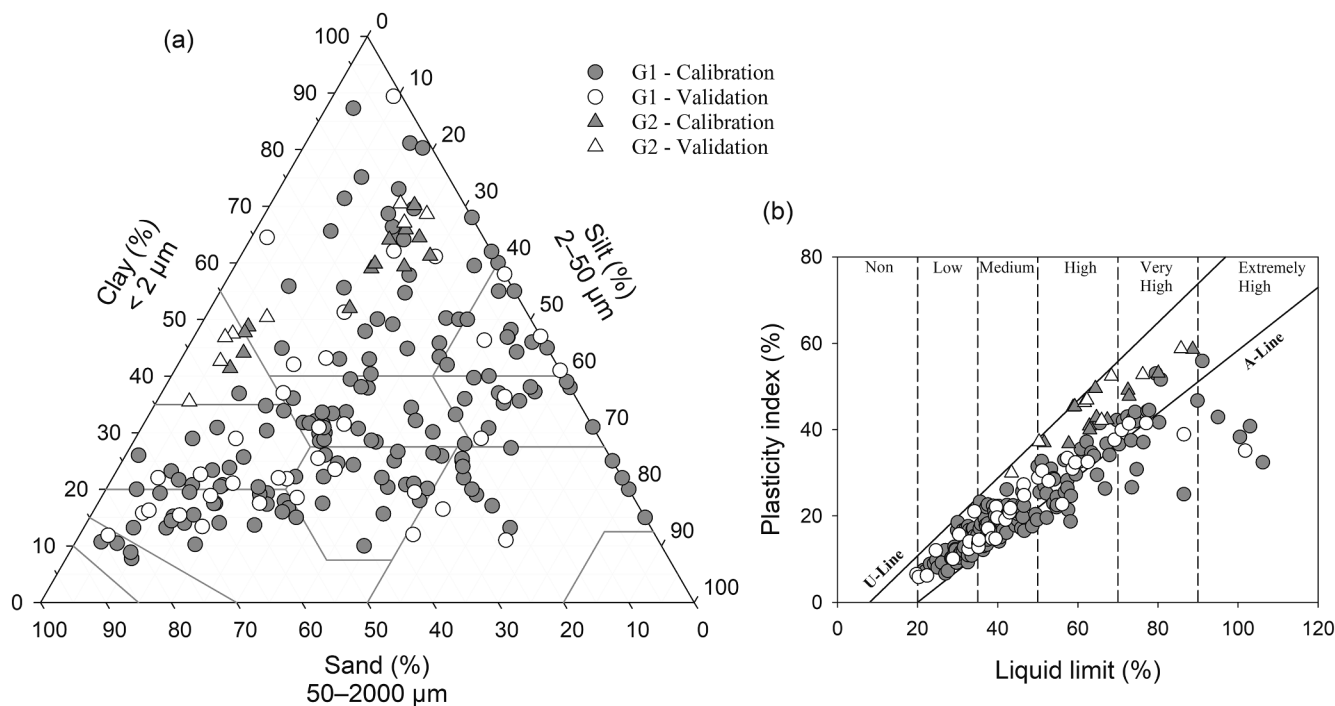 (a)
G1 - Calibration
G1 - Validation
G2 - Calibration
G2 - Validation
Clay (%)
< 2 µm
Silt (%)
2–50 µm
0
10
20
30
40
50
60
70
80
90
100
100
90
80
70
60
50
40
30
20
10
0
100 90 80 70 60 50 40 30 20 10 0
Sand (%)
50–2000 µm
(b)
80
60
40
20
0
Plasticity index (%)
Non Low Medium High Very High Extremely High
U-Line
A-Line
0 20 40 60 80 100 120
Liquid limit (%)